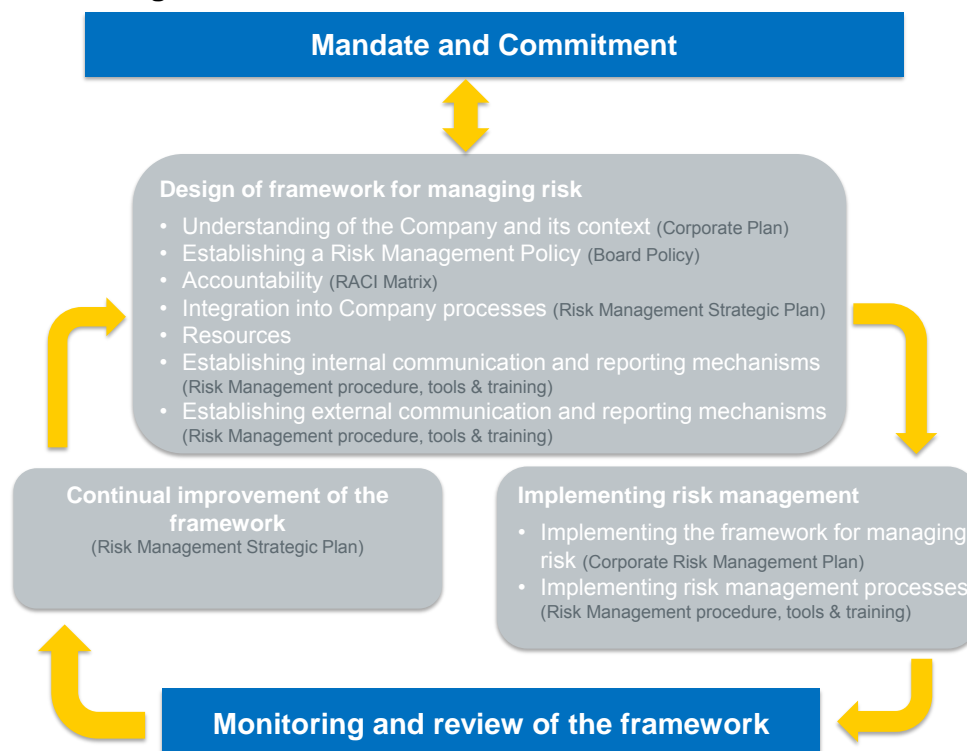 Mandate and Commitment
Design of framework for managing risk
• Understanding of the Company and its context (Corporate Plan)
• Establishing a Risk Management Policy (Board Policy)
• Accountability (RACI Matrix)
• Integration into Company processes (Risk Management Strategic Plan)
• Resources
• Establishing internal communication and reporting mechanisms
(Risk Management procedure, tools & training)
• Establishing external communication and reporting mechanisms
(Risk Management procedure, tools & training)
Continual improvement of the
framework
(Risk Management Strategic Plan)
Implementing risk management
• Implementing the framework for managing
risk (Corporate Risk Management Plan)
• Implementing risk management processes
(Risk Management procedure, tools & training)
Monitoring and review of the framework